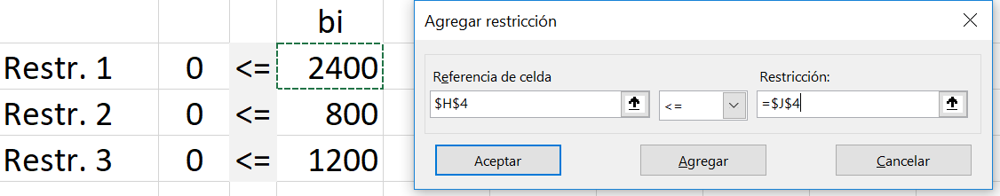 bi
Restr. 1 0 <= 2400
Restr. 2 0 <= 800
Restr. 3 0 <= 1200
Agregar restricción
Referencia de celda Restricción:
$H$4 <= =$J$4
Aceptar Agregar Cancelar